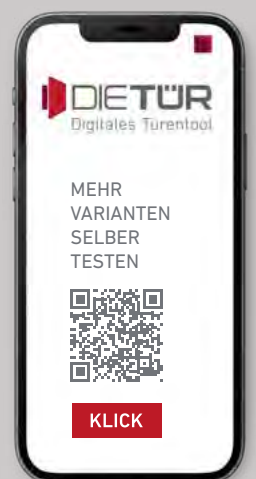 DIETÜR
Digitales Türentool
MEHR
VARIANTEN
SELBER
TESTEN
KLICK